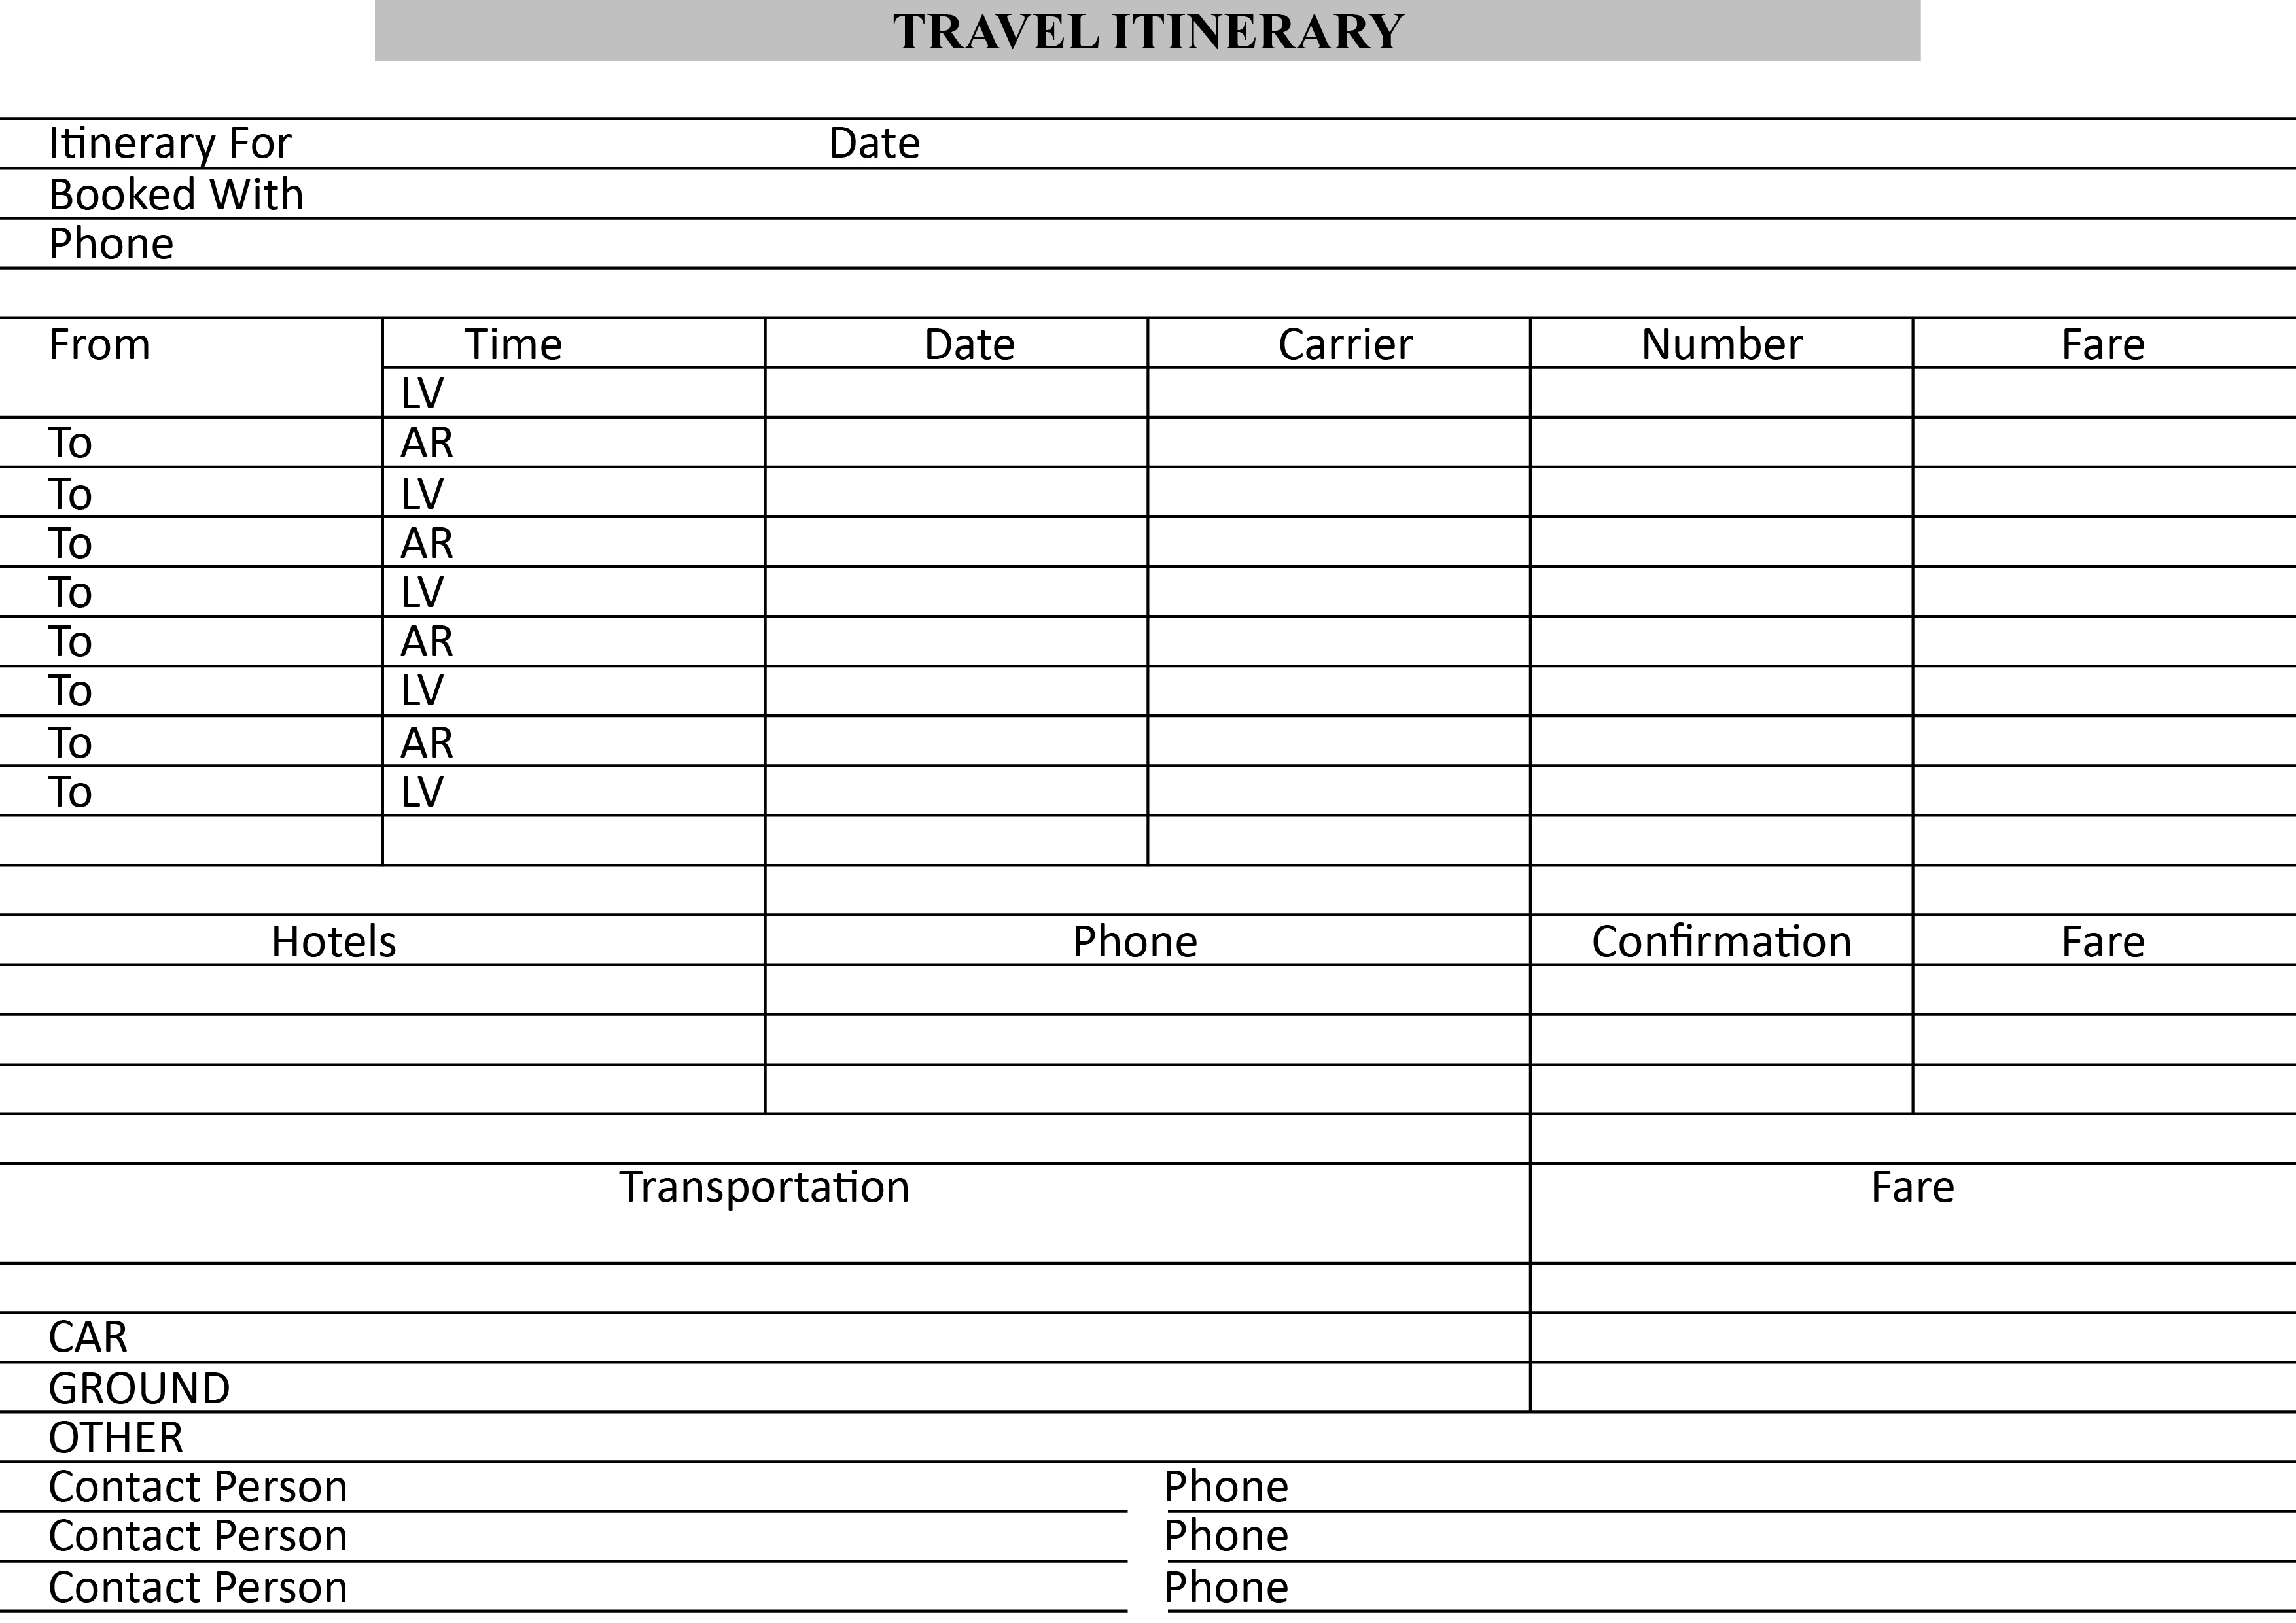 TRAVEL ITINERARY
Itinerary For Date
Booked With
Phone
From Time Date Carrier Number Fare
LV
To AR
To LV
To AR
To LV
To AR
To LV
To AR
To LV
Hotels Phone Confirmation Fare
Transportation Fare
CAR
GROUND
OTHER
Contact Person Phone
Contact Person Phone
Contact Person Phone